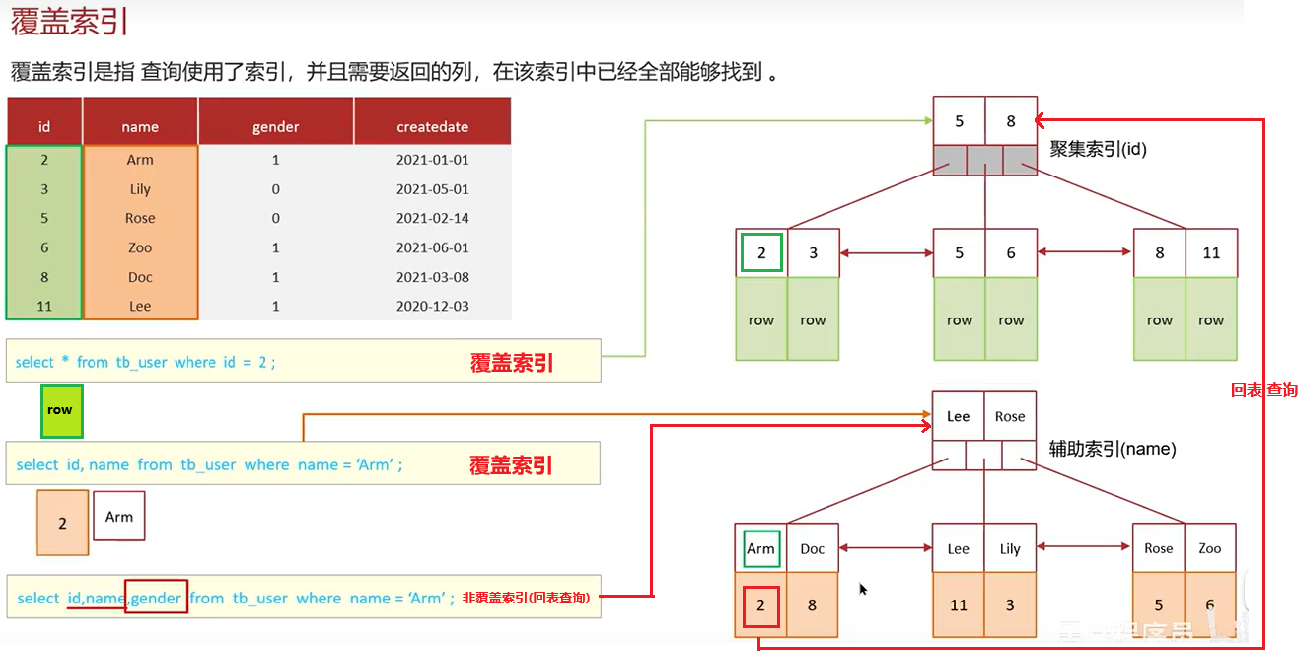 覆盖索引
覆盖索引是指 查询使用了索引，并且需要返回的列，在该索引中已经全部能够找到 。
id name gender createdate
2 Arm 1 2021-01-01
3 Lily 0 2021-05-01
5 Rose 0 2021-02-14
6 Zoo 1 2021-06-01
8 Doc 1 2021-03-08
11 Lee 1 2020-12-03
select * from tb_user where id = 2 ; 覆盖索引
row
select id, name from tb_user where name = ‘Arm’ ; 覆盖索引
2 Arm
select id,name,gender from tb_user where name = ‘Arm’ ; 非覆盖索引(回表查询)
5 8
聚集索引(id)
2 3 5 6 8 11
row row row row row row
回表查询
Lee Rose
辅助索引(name)
Arm Doc Lee Lily Rose Zoo
2 8 11 3 5 6
程序员